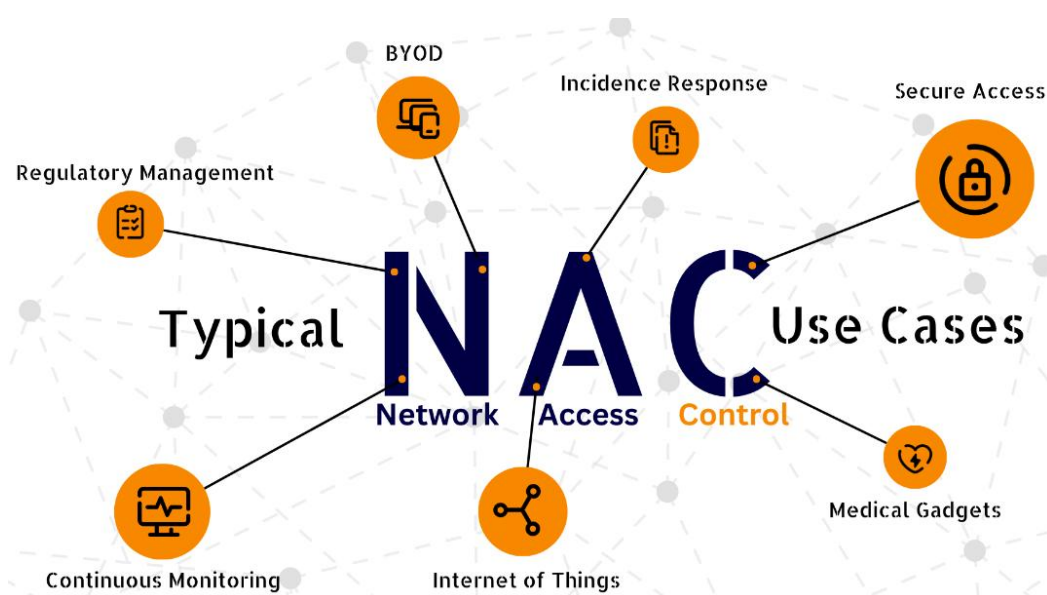 BYOD
Incidence Response
Secure Access
Regulatory Management
Typical NAC Use Cases
Network Access Control
Medical Gadgets
Continuous Monitoring
Internet of Things